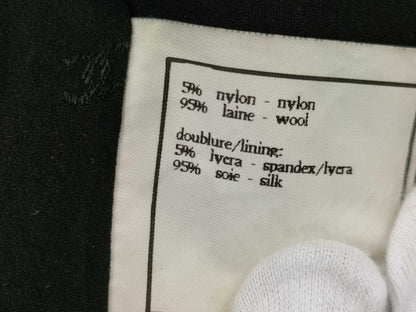 5% nylon - nylon
95% laine - wool
doublure/lining:
5% lycra - spandex/lycra
95% soie - silk